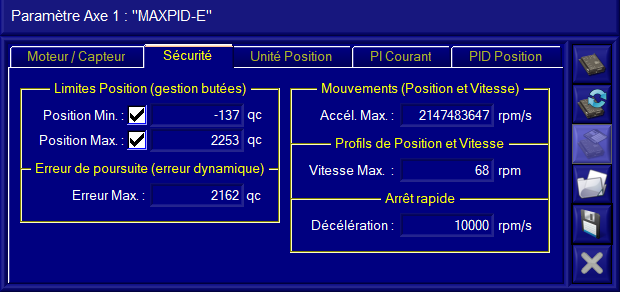 Paramètre Axe 1 : "MAXPID-E"
Moteur / Capteur
Sécurité
Unité Position
PI Courant
PID Position
Limites Position (gestion butées)
Position Min. : -137 qc
Position Max. : 2253 qc
Erreur de poursuite (erreur dynamique)
Erreur Max. : 2162 qc
Mouvements (Position et Vitesse)
Accél. Max. : 2147483647 rpm/s
Profils de Position et Vitesse
Vitesse Max. : 68 rpm
Arrêt rapide
Décélération : 10000 rpm/s